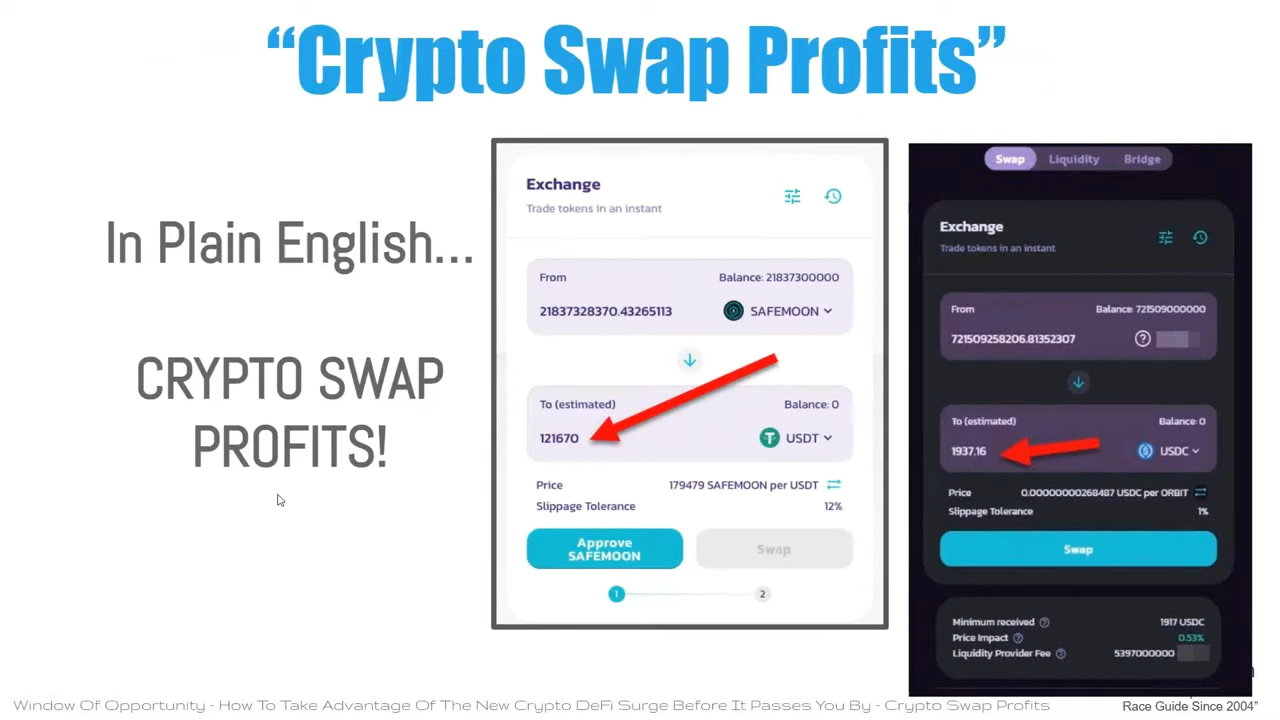 “Crypto Swap Profits”
In Plain English...
CRYPTO SWAP
PROFITS!
Exchange
Trade tokens in an instant
From
Balance: 21837300000
21837328370.43265113
SAFEMOON
To (estimated)
Balance: 0
121670
USDT
Price
179479 SAFEMOON per USDT
Slippage Tolerance
12%
Approve
SAFEMOON
Swap
1
2
Swap
Liquidity
Bridge
Exchange
Trade tokens in an instant
From
Balance: 721509000000
721509258206.81352307
To (estimated)
Balance: 0
1937.16
USDC
Price
0.00000000268487 USDC per ORBIT
Slippage Tolerance
1%
Swap
Minimum received
1917 USDC
Price Impact
0.53%
Liquidity Provider Fee
5397000000
Window Of Opportunity - How To Take Advantage Of The New Crypto DeFi Surge Before It Passes You By - Crypto Swap Profits
Race Guide Since 2004”